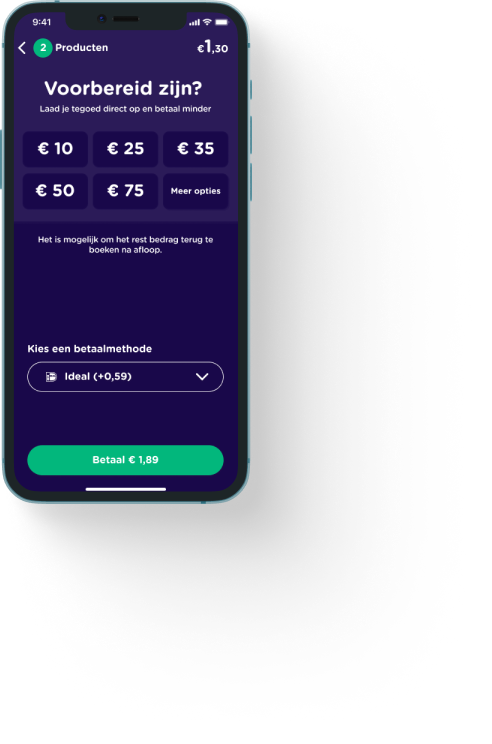 9:41
2 Producten €1,30
Voorbereid zijn?
Laad je tegoed direct op en betaal minder
€ 10 € 25 € 35
€ 50 € 75 Meer opties
Het is mogelijk om het rest bedrag terug te
boeken na afloop.
Kies een betaalmethode
Ideal (+0,59)
Betaal € 1,89